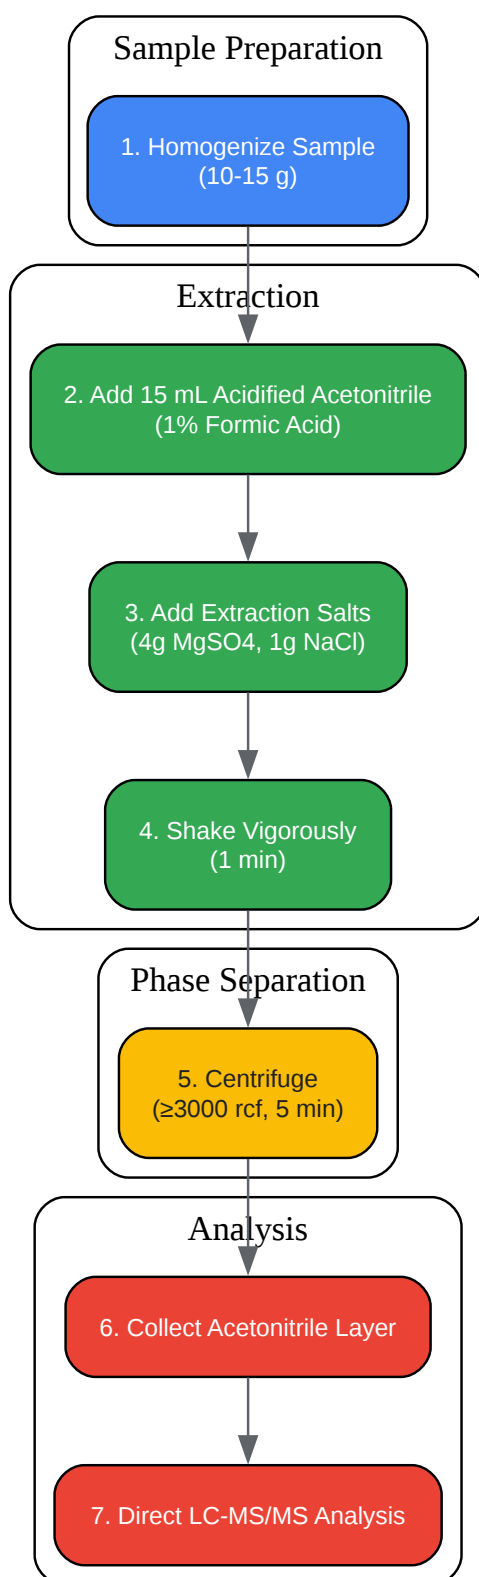 Sample Preparation
1. Homogenize Sample
(10-15 g)
Extraction
2. Add 15 mL Acidified Acetonitrile
(1% Formic Acid)
3. Add Extraction Salts
(4g MgSO4, 1g NaCl)
4. Shake Vigorously
(1 min)
Phase Separation
5. Centrifuge
(≥3000 rcf, 5 min)
Analysis
6. Collect Acetonitrile Layer
7. Direct LC-MS/MS Analysis